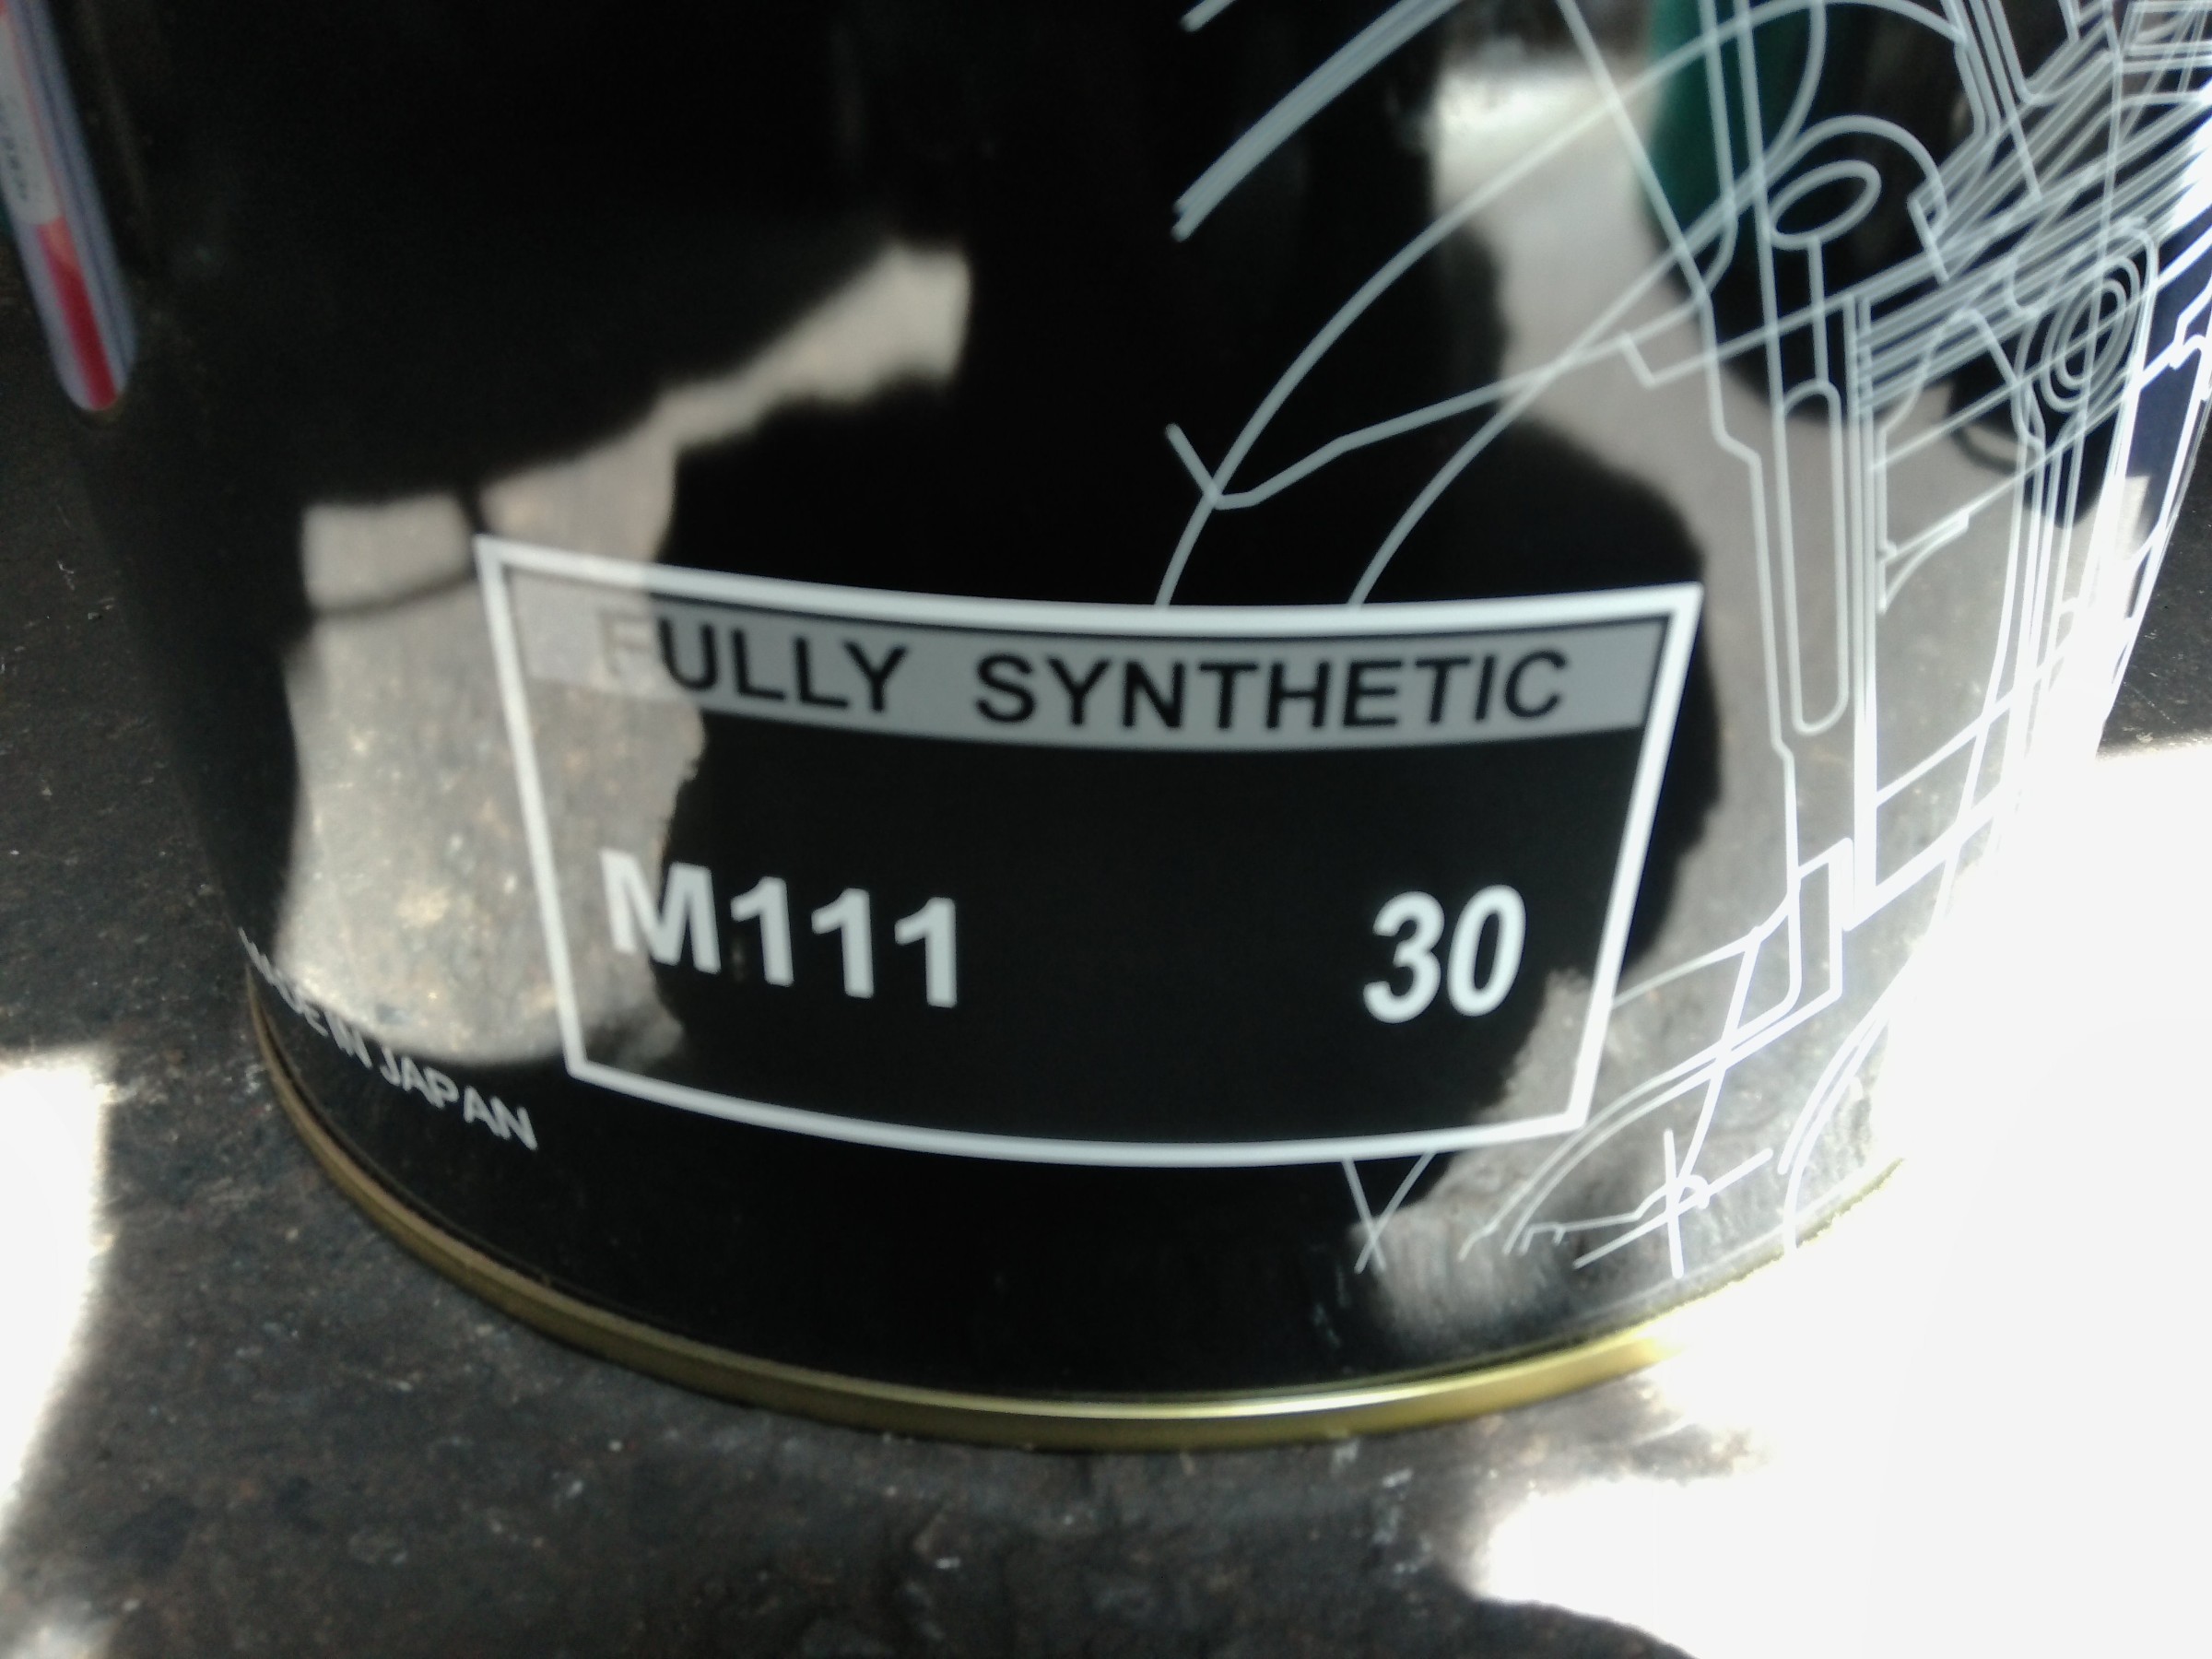 FULLY SYNTHETIC
M111 30
MADE IN JAPAN